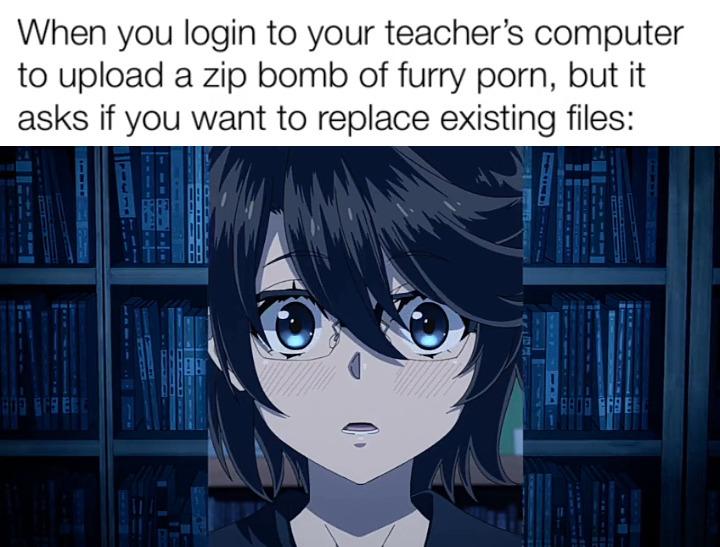 When you login to your teacher’s computer
to upload a zip bomb of furry porn, but it
asks if you want to replace existing files: